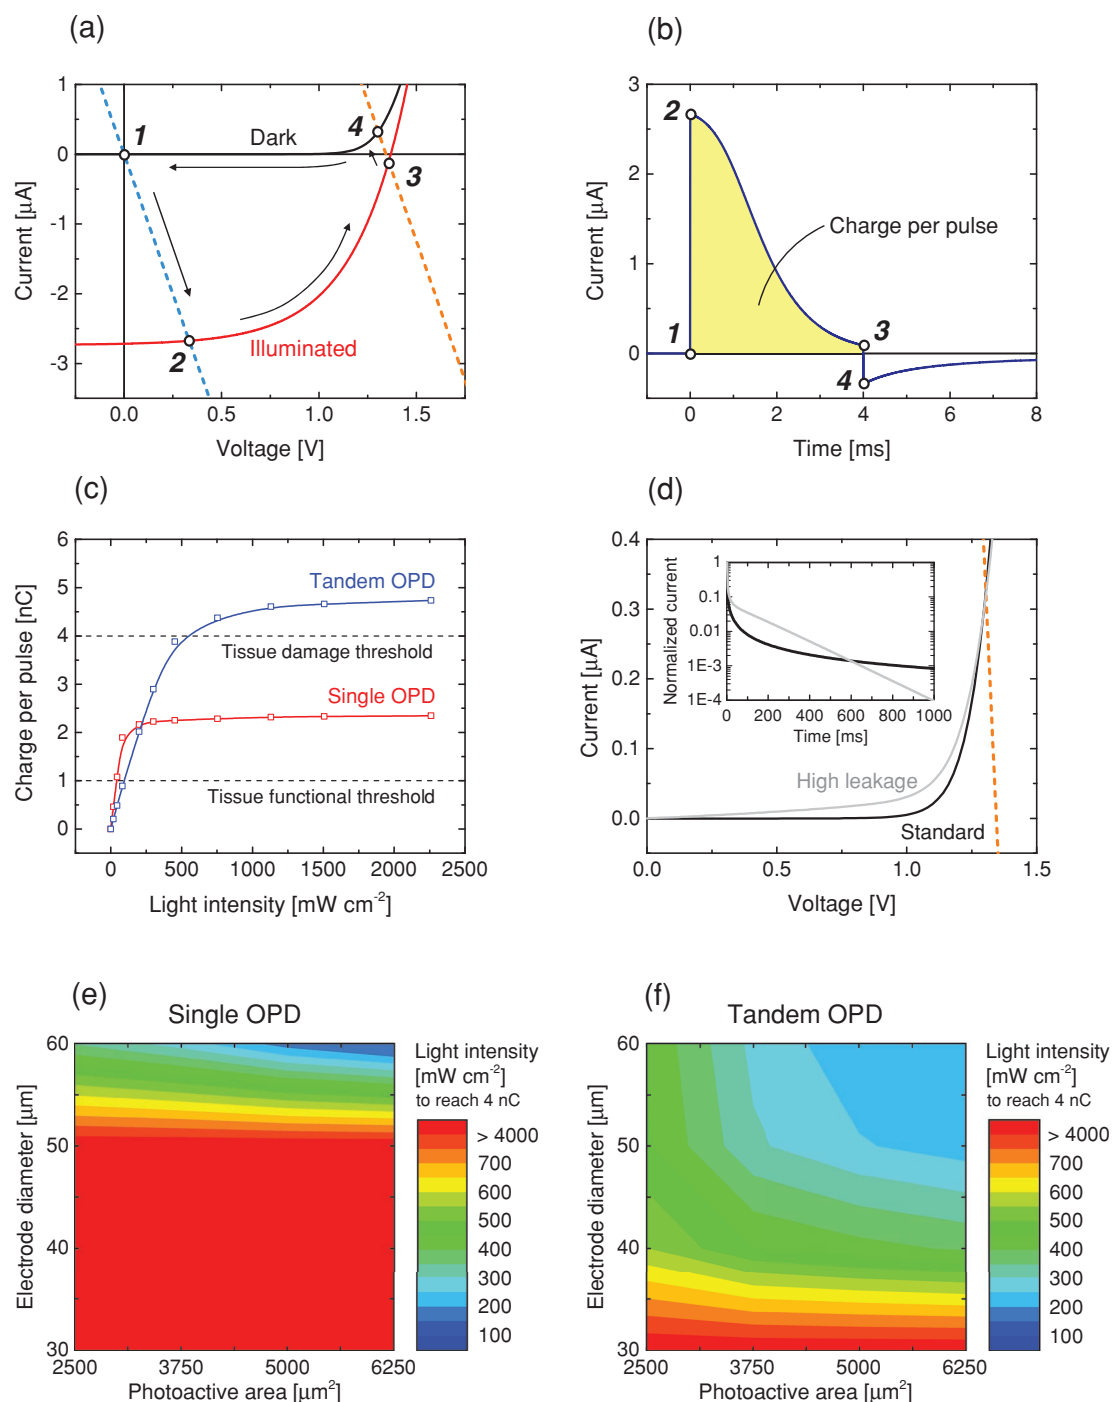 (a)
Current [μA]
1
0
-1
-2
-3
Dark
1
4
3
2
Illuminated
0.0 0.5 1.0 1.5
Voltage [V]
(b)
Current [μA]
3
2
1
0
2
Charge per pulse
1
3
4
0 2 4 6 8
Time [ms]
(c)
Charge per pulse [nC]
6
5
4
3
2
1
0
Tandem OPD
Tissue damage threshold
Single OPD
Tissue functional threshold
0 500 1000 1500 2000 2500
Light intensity [mW cm⁻²]
(d)
Current [μA]
0.4
0.3
0.2
0.1
0.0
Normalized current
1
0.1
0.01
1E-3
1E-4
0 200 400 600 800 1000
Time [ms]
High leakage
Standard
0.0 0.5 1.0 1.5
Voltage [V]
(e)
Single OPD
Electrode diameter [μm]
60
50
40
30
2500 3750 5000 6250
Photoactive area [μm²]
Light intensity
[mW cm⁻²]
to reach 4 nC
> 4000
700
600
500
400
300
200
100
(f)
Tandem OPD
Electrode diameter [μm]
60
50
40
30
2500 3750 5000 6250
Photoactive area [μm²]
Light intensity
[mW cm⁻²]
to reach 4 nC
> 4000
700
600
500
400
300
200
100